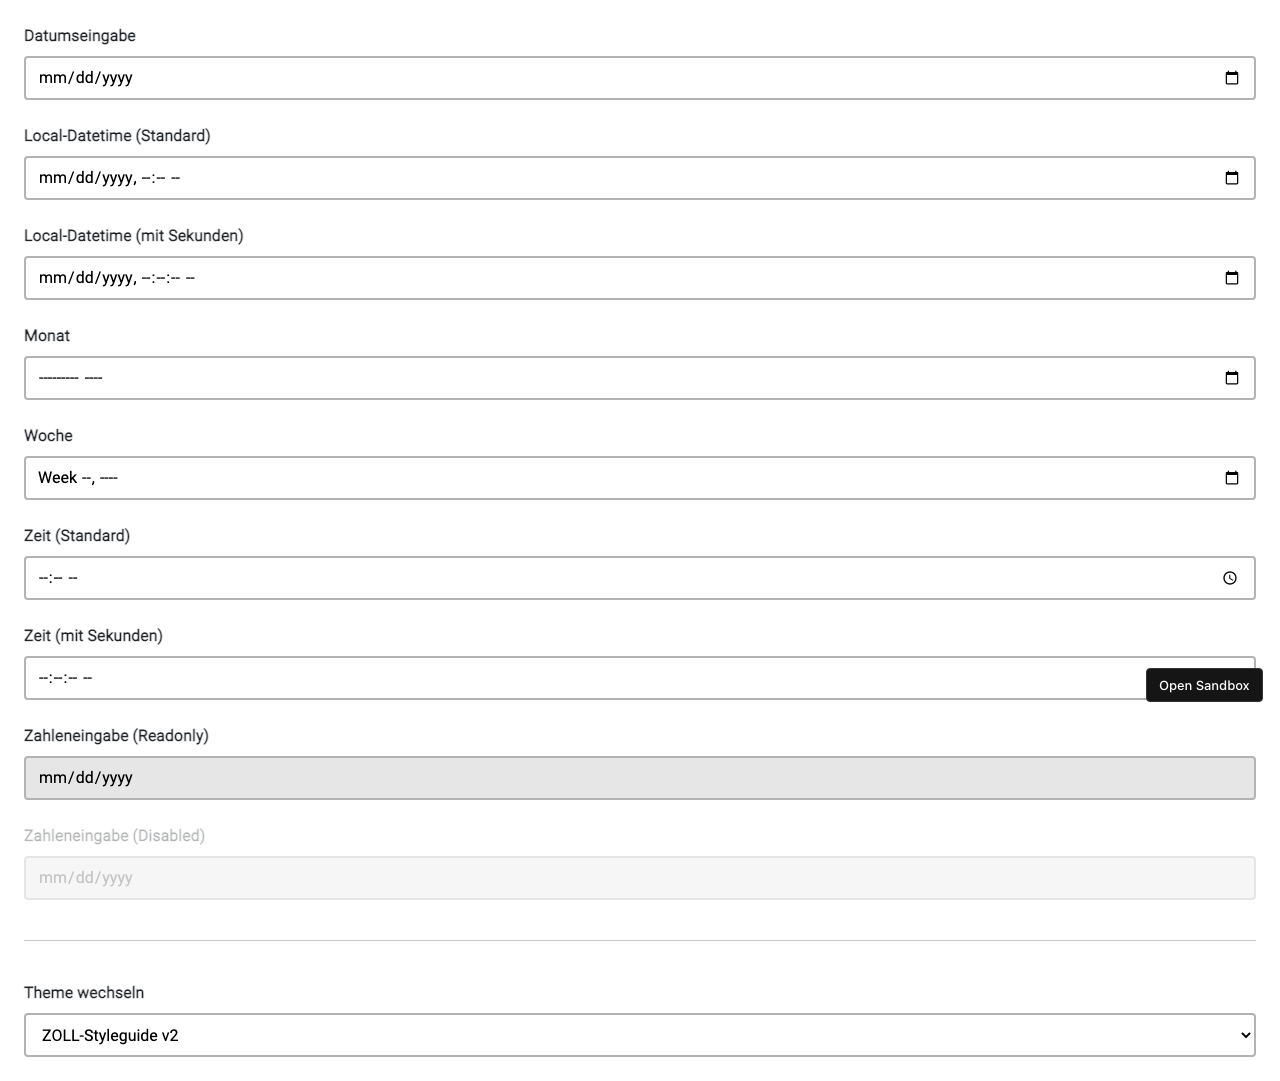 Datumseingabe
mm/dd/yyyy
Local-Datetime (Standard)
mm/dd/yyyy, --:-- --
Local-Datetime (mit Sekunden)
mm/dd/yyyy, --:--:-- --
Monat
--------- ----
Woche
Week --, ----
Zeit (Standard)
--:-- --
Zeit (mit Sekunden)
--:--:-- --
Open Sandbox
Zahleneingabe (Readonly)
mm/dd/yyyy
Zahleneingabe (Disabled)
mm/dd/yyyy
Theme wechseln
ZOLL-Styleguide v2